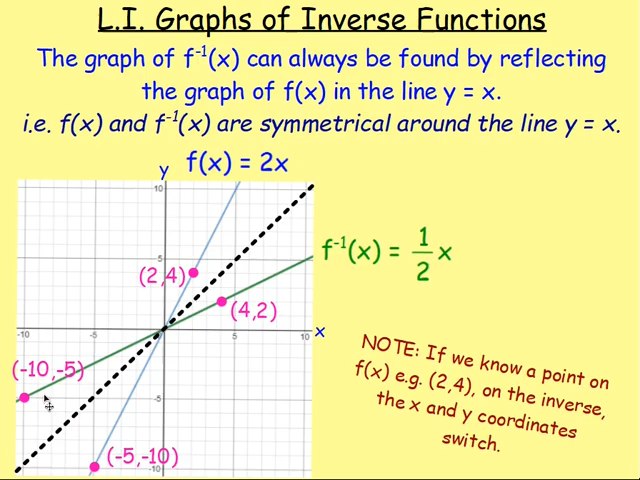 L.I. Graphs of Inverse Functions
The graph of f⁻¹(x) can always be found by reflecting
the graph of f(x) in the line y = x.
i.e. f(x) and f⁻¹(x) are symmetrical around the line y = x.
y f(x) = 2x
10
f⁻¹(x) = 1/2 x
5
(2,4)
(4,2)
-10 -5 5 10 x
NOTE: If we know a point on
f(x) e.g. (2,4), on the inverse,
the x and y coordinates
switch.
(-10,-5)
-5
(-5,-10)
-10